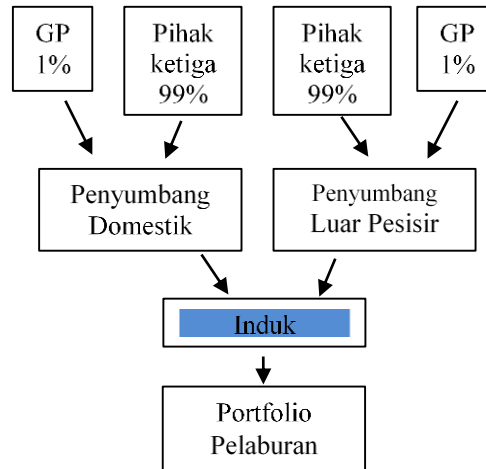 GP
1%
Pihak
ketiga
99%
Pihak
ketiga
99%
GP
1%
Penyumbang
Domestik
Penyumbang
Luar Pesisir
Induk
Portfolio
Pelaburan